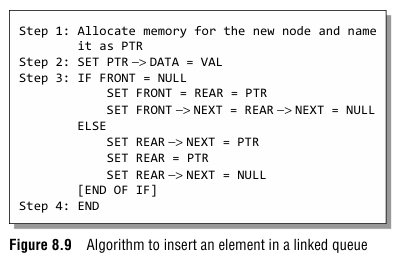 Step 1: Allocate memory for the new node and name
it as PTR
Step 2: SET PTR->DATA = VAL
Step 3: IF FRONT = NULL
SET FRONT = REAR = PTR
SET FRONT->NEXT = REAR->NEXT = NULL
ELSE
SET REAR->NEXT = PTR
SET REAR = PTR
SET REAR->NEXT = NULL
[END OF IF]
Step 4: END
Figure 8.9 Algorithm to insert an element in a linked queue